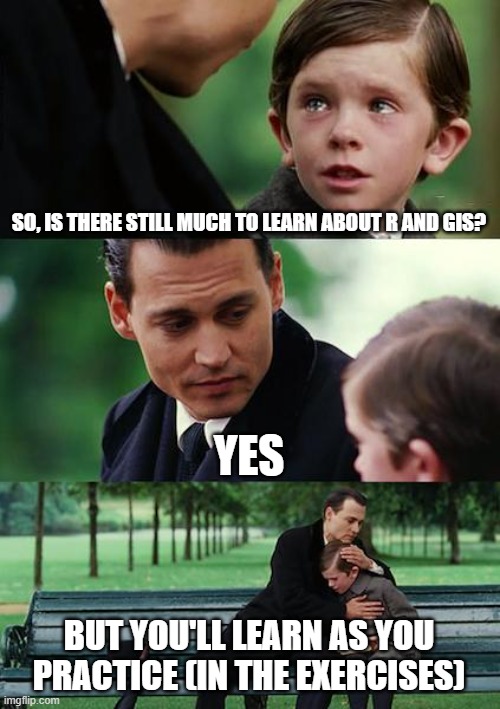 SO, IS THERE STILL MUCH TO LEARN ABOUT R AND GIS?
YES
BUT YOU'LL LEARN AS YOU
PRACTICE (IN THE EXERCISES)
imgflip.com